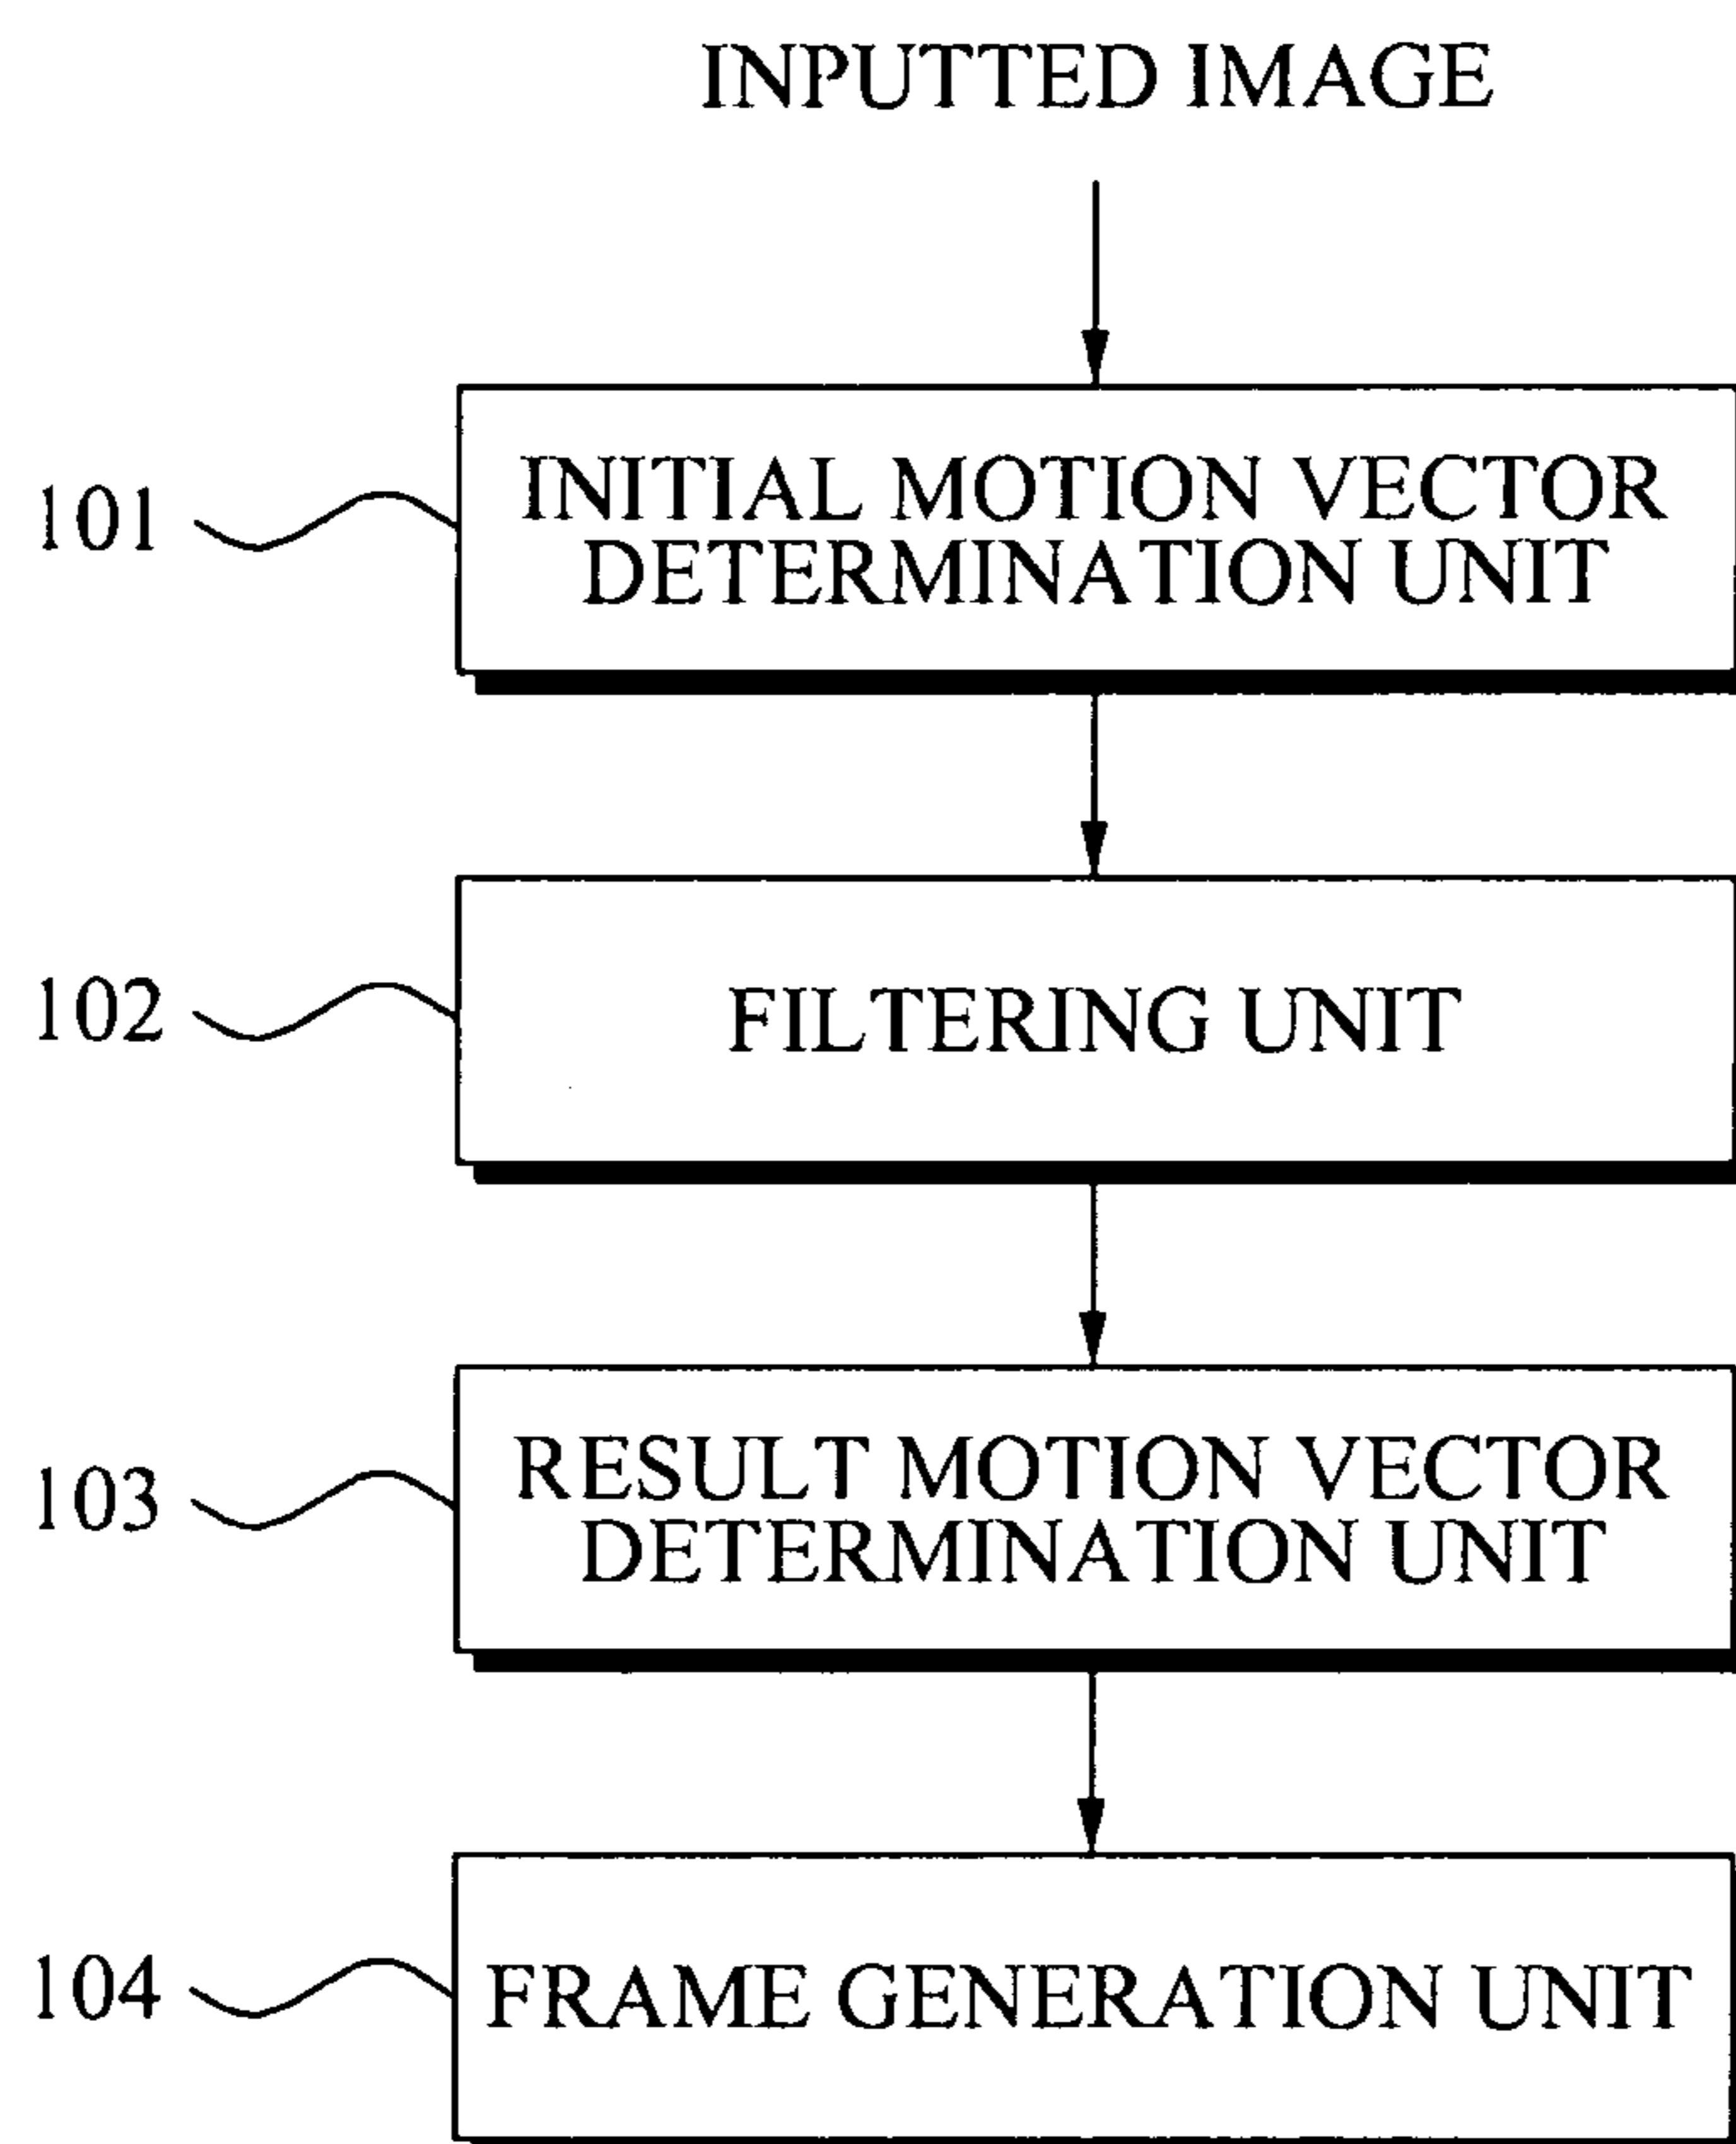 INPUTTED IMAGE
101
INITIAL MOTION VECTOR
DETERMINATION UNIT
102
FILTERING UNIT
103
RESULT MOTION VECTOR
DETERMINATION UNIT
104
FRAME GENERATION UNIT